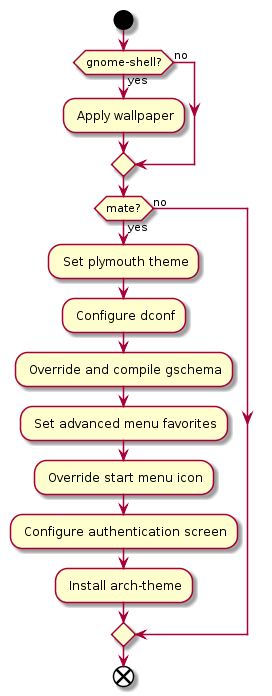 gnome-shell?
no
yes
Apply wallpaper
mate?
no
yes
Set plymouth theme
Configure dconf
Override and compile gschema
Set advanced menu favorites
Override start menu icon
Configure authentication screen
Install arch-theme